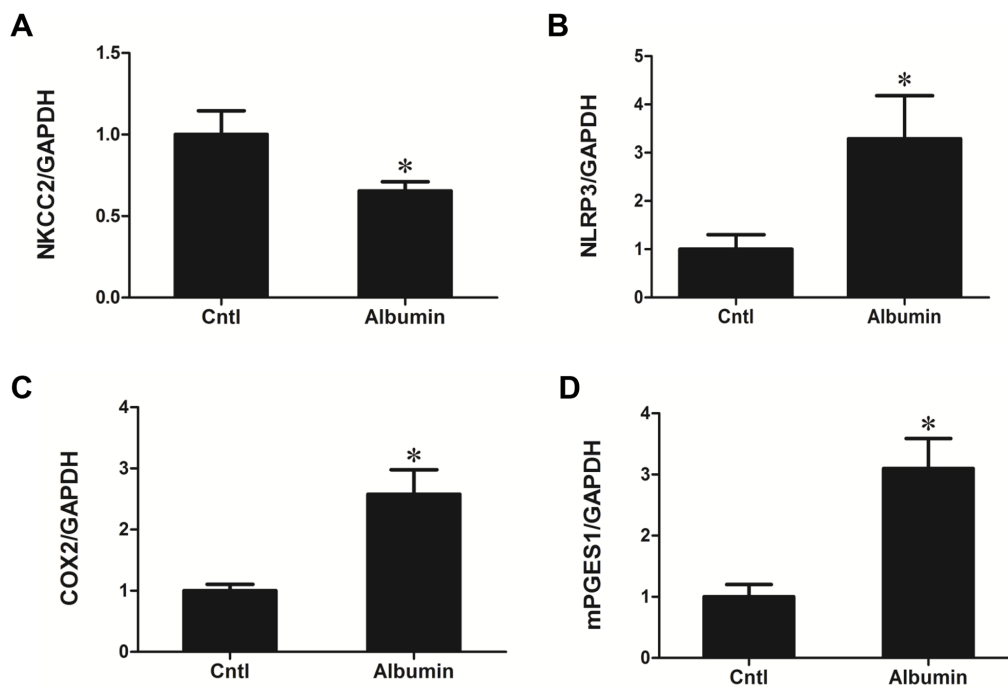 A
NKCC2/GAPDH
1.5
1.0
0.5
0.0
*
Cntl Albumin
B
NLRP3/GAPDH
5
4
3
2
1
0
*
Cntl Albumin
C
COX2/GAPDH
4
3
2
1
0
*
Cntl Albumin
D
mPGES1/GAPDH
4
3
2
1
0
*
Cntl Albumin